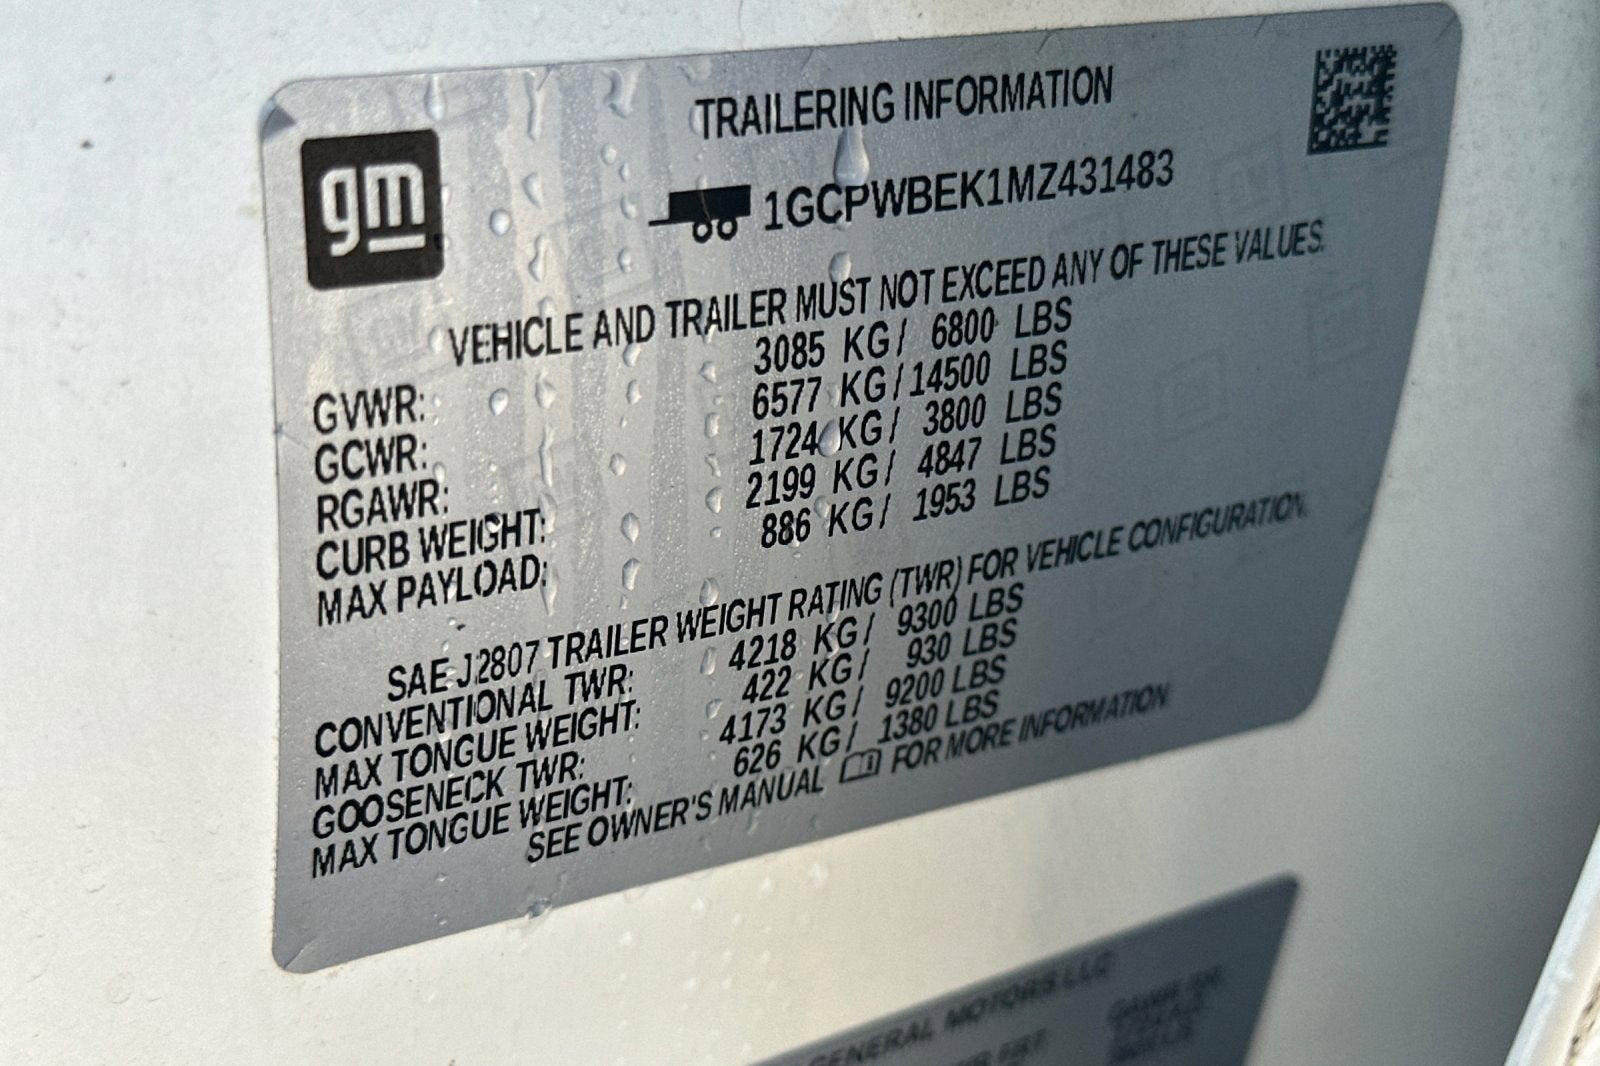 gm
TRAILERING INFORMATION
1GCPWBEK1MZ431483
VEHICLE AND TRAILER MUST NOT EXCEED ANY OF THESE VALUES.
GVWR: 3085 KG/ 6800 LBS
GCWR: 6577 KG/14500 LBS
RGAWR: 1724 KG/ 3800 LBS
CURB WEIGHT: 2199 KG/ 4847 LBS
MAX PAYLOAD: 886 KG/ 1953 LBS
SAE J2807 TRAILER WEIGHT RATING (TWR) FOR VEHICLE CONFIGURATION.
CONVENTIONAL TWR: 4218 KG/ 9300 LBS
MAX TONGUE WEIGHT: 422 KG/ 930 LBS
GOOSENECK TWR: 4173 KG/ 9200 LBS
MAX TONGUE WEIGHT: 626 KG/ 1380 LBS
SEE OWNER'S MANUAL FOR MORE INFORMATION
GENERAL MOTORS LLC